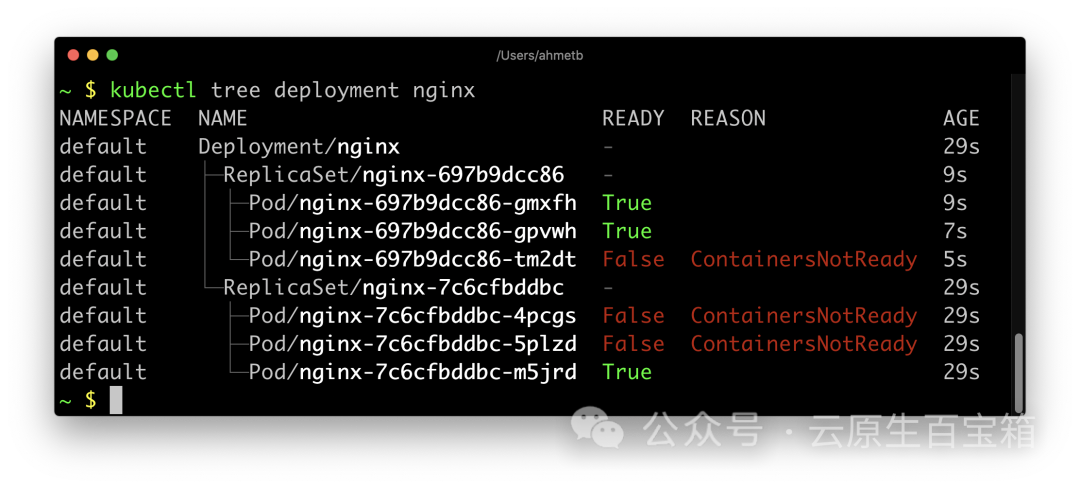 /Users/ahmetb
~ $ kubectl tree deployment nginx
NAMESPACE NAME READY REASON AGE
default Deployment/nginx - 29s
default ├─ReplicaSet/nginx-697b9dcc86 - 9s
default │ ├─Pod/nginx-697b9dcc86-gmxfh True 9s
default │ ├─Pod/nginx-697b9dcc86-gpvwh True 7s
default │ └─Pod/nginx-697b9dcc86-tm2dt False ContainersNotReady 5s
default └─ReplicaSet/nginx-7c6cfbddbc - 29s
default ├─Pod/nginx-7c6cfbddbc-4pcgs False ContainersNotReady 29s
default ├─Pod/nginx-7c6cfbddbc-5plzd False ContainersNotReady 29s
default └─Pod/nginx-7c6cfbddbc-m5jrd True 29s
~ $
公众号 · 云原生百宝箱